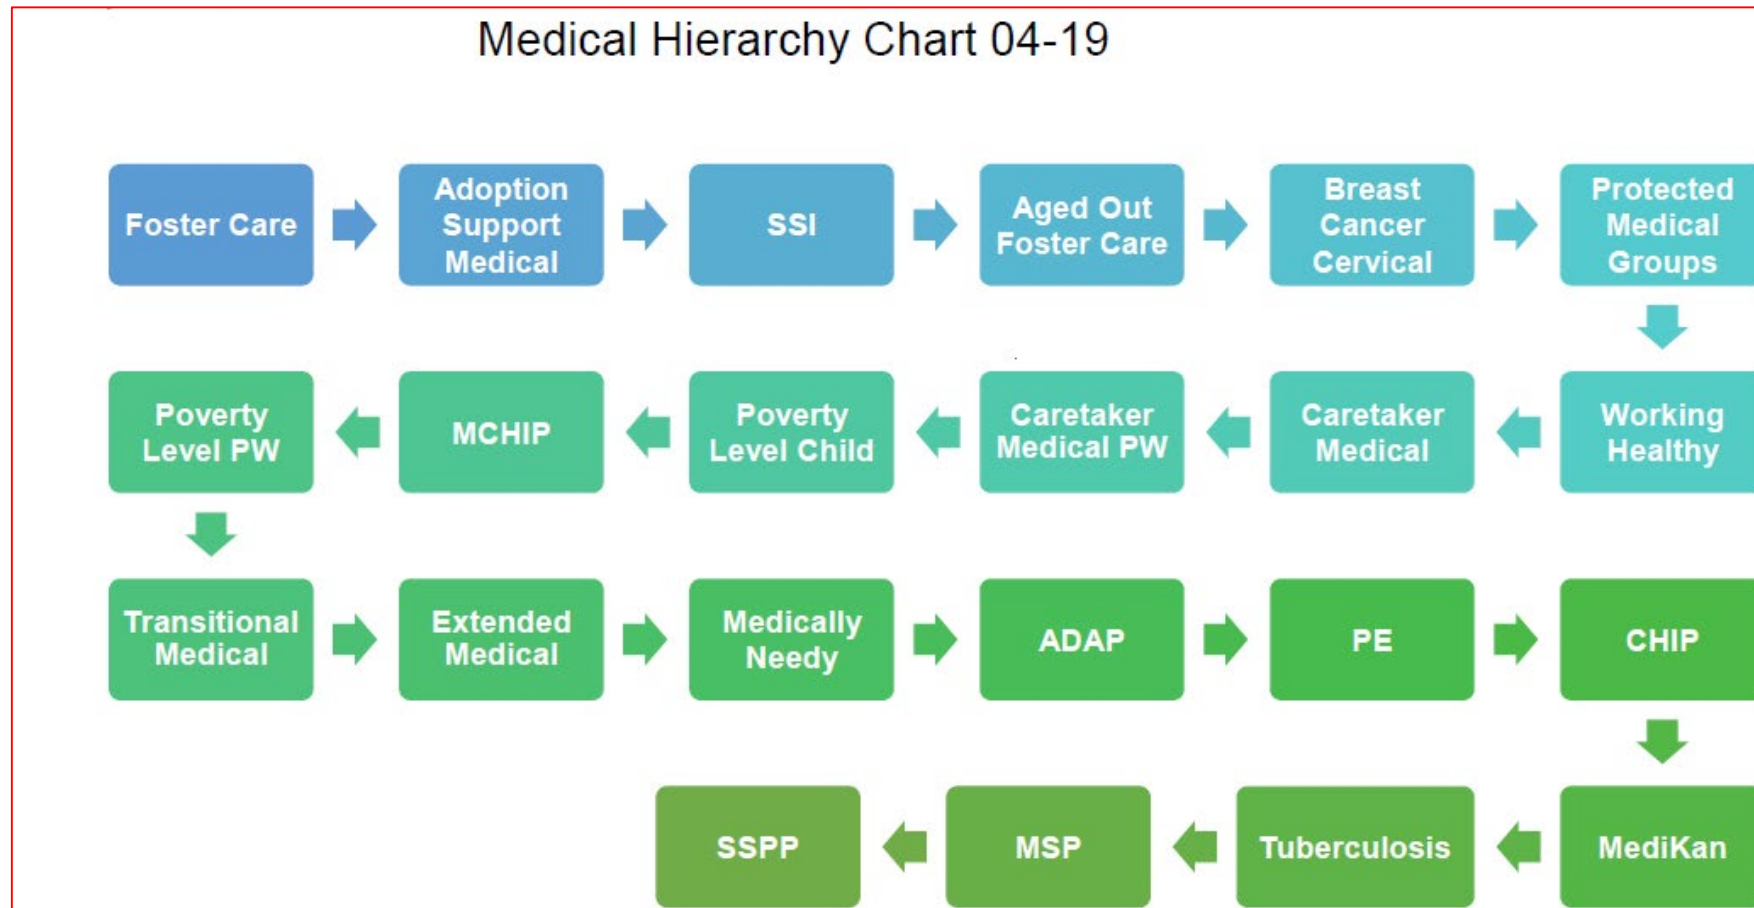 Medical Hierarchy Chart 04-19
Foster Care
Adoption
Support
Medical
SSI
Aged Out
Foster Care
Breast
Cancer
Cervical
Protected
Medical
Groups
Working
Healthy
Caretaker
Medical
Caretaker
Medical PW
Poverty
Level Child
MCHIP
Poverty
Level PW
Transitional
Medical
Extended
Medical
Medically
Needy
ADAP
PE
CHIP
MediKan
Tuberculosis
MSP
SSPP